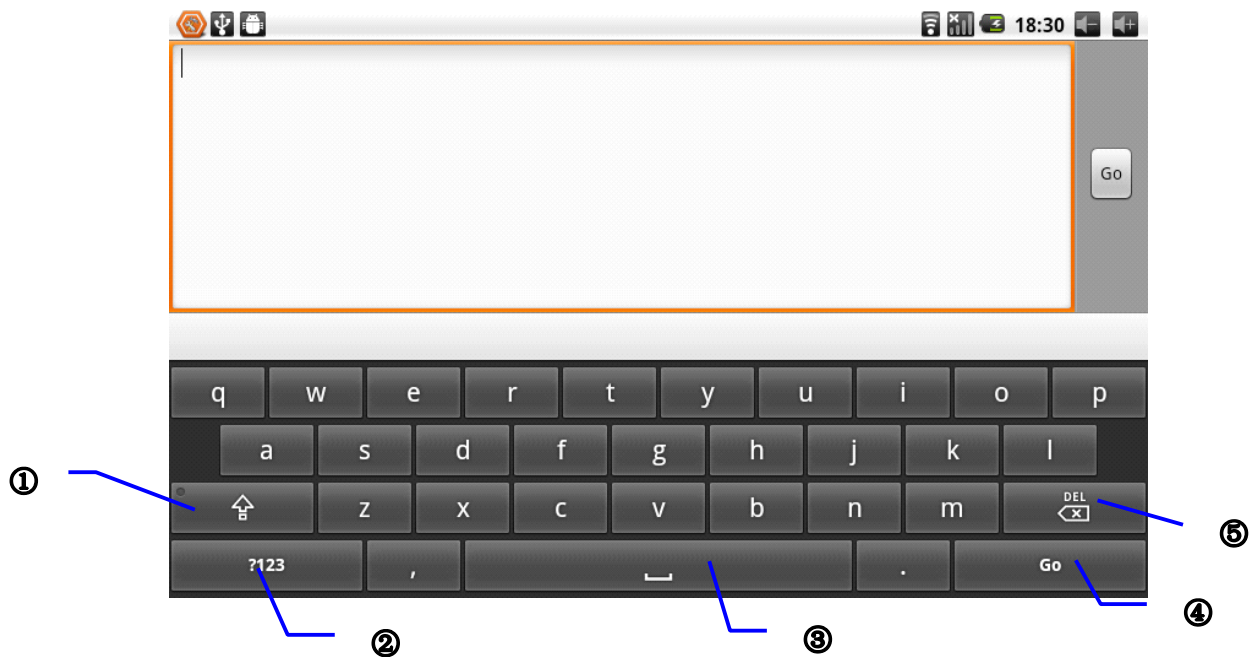 18:30
Go
q w e r t y u i o p
a s d f g h j k l
①
z x c v b n m DEL
⑤
?123 , . Go
④
② ③